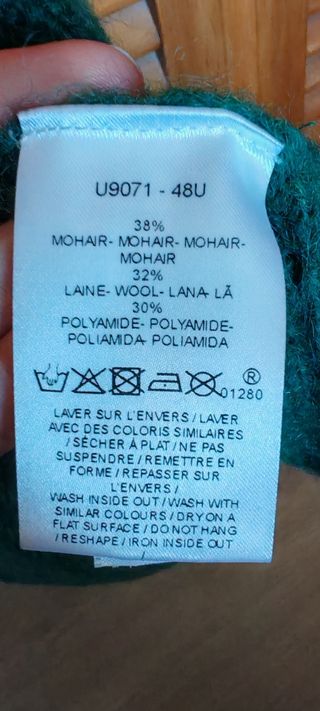 U9071 - 48U
38%
MOHAIR- MOHAIR- MOHAIR-
MOHAIR
32%
LAINE- WOOL- LANA- LÃ
30%
POLYAMIDE- POLYAMIDE-
POLIAMIDA- POLIAMIDA
®
01280
LAVER SUR L'ENVERS / LAVER
AVEC DES COLORIS SIMILAIRES
/ SÈCHER À PLAT / NE PAS
SUSPENDRE / REMETTRE EN
FORME / REPASSER SUR
L'ENVERS /
WASH INSIDE OUT / WASH WITH
SIMILAR COLOURS / DRY ON A
FLAT SURFACE / DO NOT HANG
/ RESHAPE / IRON INSIDE OUT
/